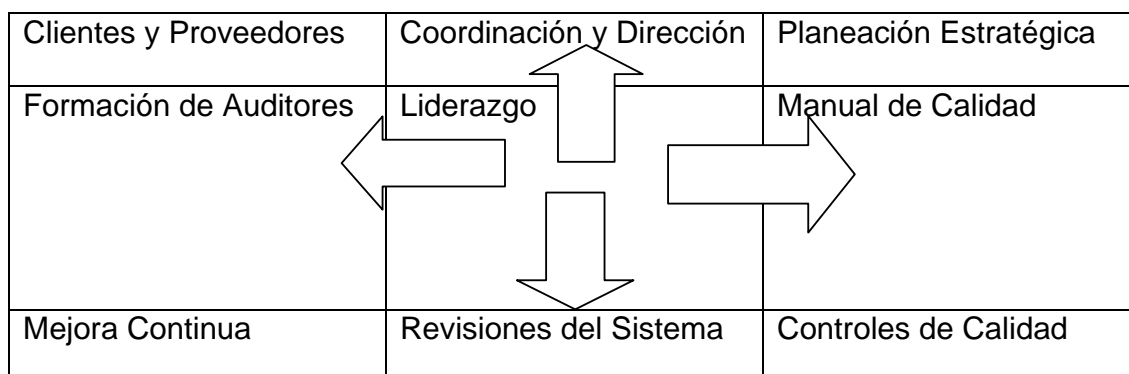 Clientes y Proveedores
Coordinación y Dirección
Planeación Estratégica
Formación de Auditores
Liderazgo
Manual de Calidad
Mejora Continua
Revisiones del Sistema
Controles de Calidad